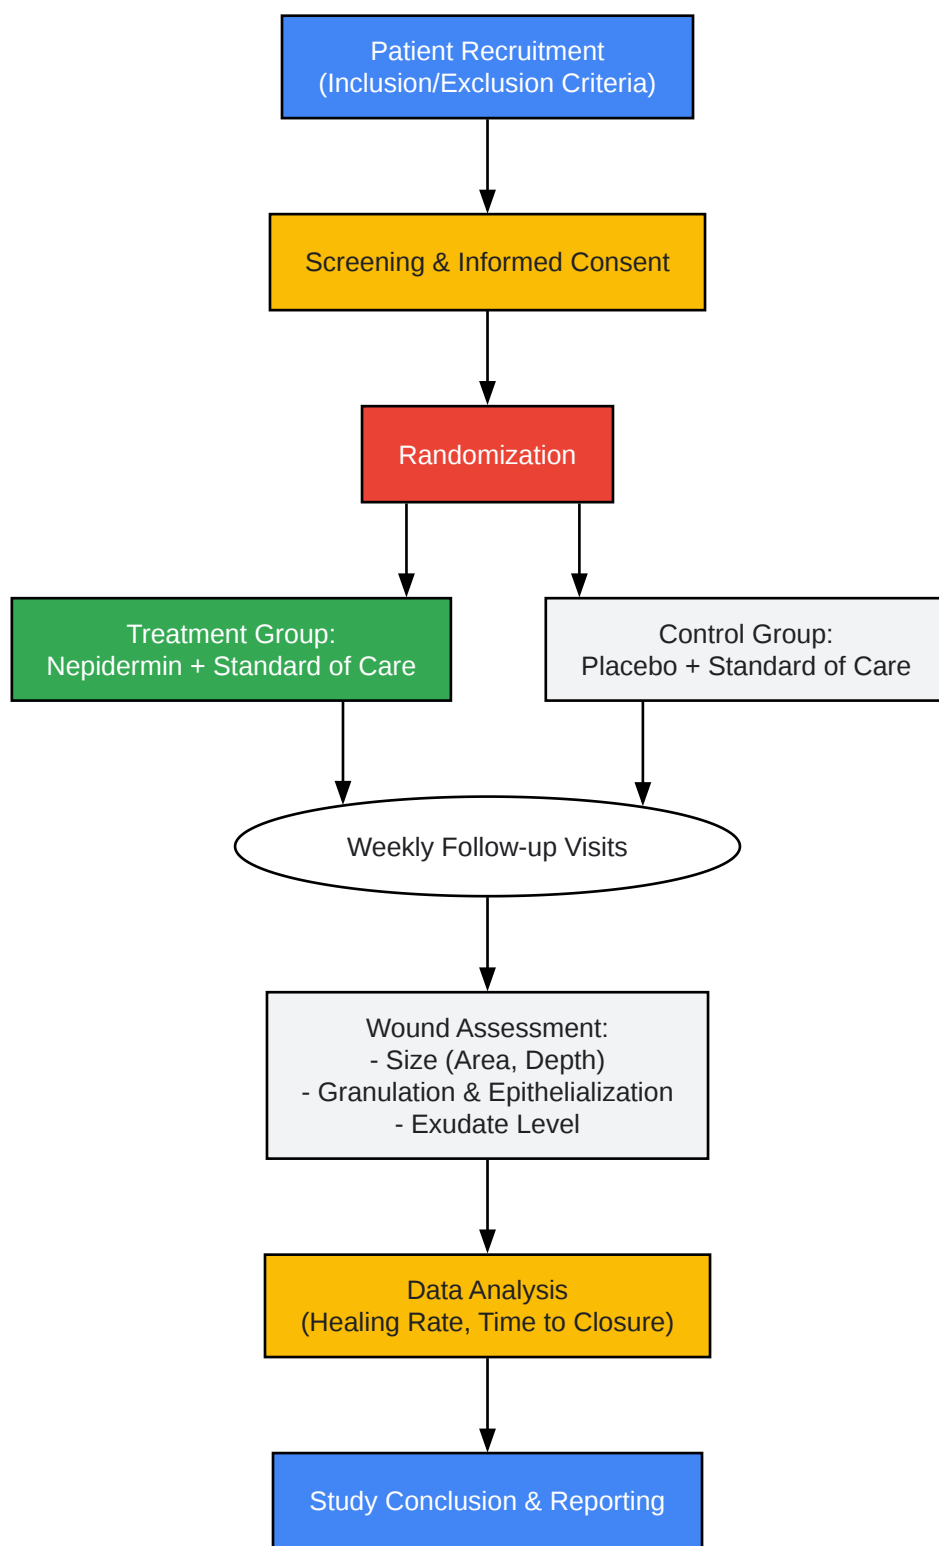 Patient Recruitment
(Inclusion/Exclusion Criteria)
Screening & Informed Consent
Randomization
Treatment Group:
Nepidermin + Standard of Care
Control Group:
Placebo + Standard of Care
Weekly Follow-up Visits
Wound Assessment:
- Size (Area, Depth)
- Granulation & Epithelialization
- Exudate Level
Data Analysis
(Healing Rate, Time to Closure)
Study Conclusion & Reporting